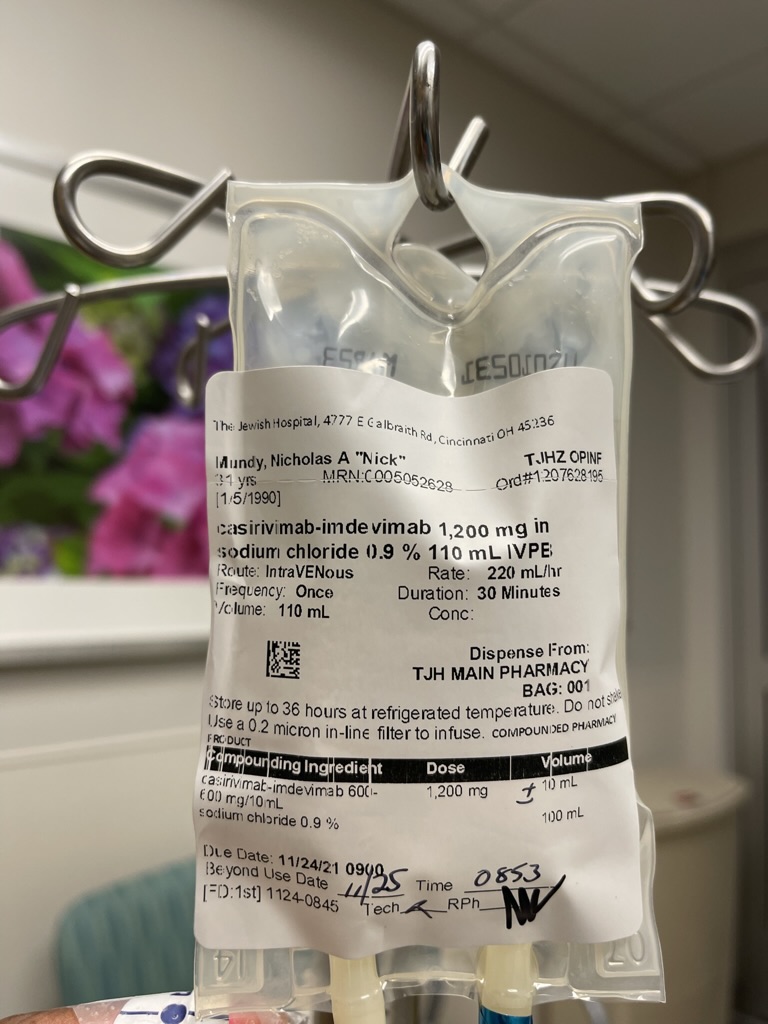 The Jewish Hospital, 4777 E Galbraith Rd, Cincinnati OH 45236
Mundy, Nicholas A "Nick" TJHZ OPINF
31 yrs MRN:C005052628 Ord#1207628195
[1/5/1990]
casirivimab-imdevimab 1,200 mg in
sodium chloride 0.9 % 110 mL IVPB
Route: IntraVENous Rate: 220 mL/hr
Frequency: Once Duration: 30 Minutes
Volume: 110 mL Conc:
Dispense From:
TJH MAIN PHARMACY
BAG: 001
Store up to 36 hours at refrigerated temperature. Do not shake
Use a 0.2 micron in-line filter to infuse. COMPOUNDED PHARMACY
PRODUCT
Compounding Ingredient Dose Volume
casirivimab-imdevimab 600- 1,200 mg 10 mL
600 mg/10 mL
sodium chloride 0.9 % 100 mL
Due Date: 11/24/21 0900
Beyond Use Date 11/25 Time 0853
[FD:1st] 1124-0845 Tech RPh
14 07